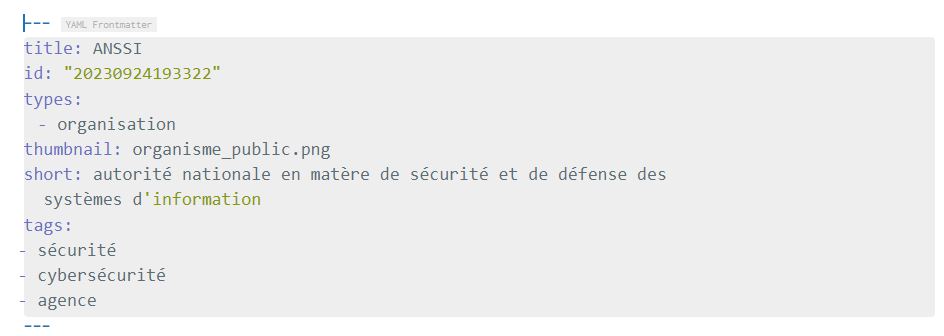 --- YAML Frontmatter
title: ANSSI
id: "20230924193322"
types:
  - organisation
thumbnail: organisme_public.png
short: autorité nationale en matère de sécurité et de défense des
  systèmes d'information
tags:
- sécurité
- cybersécurité
- agence
---